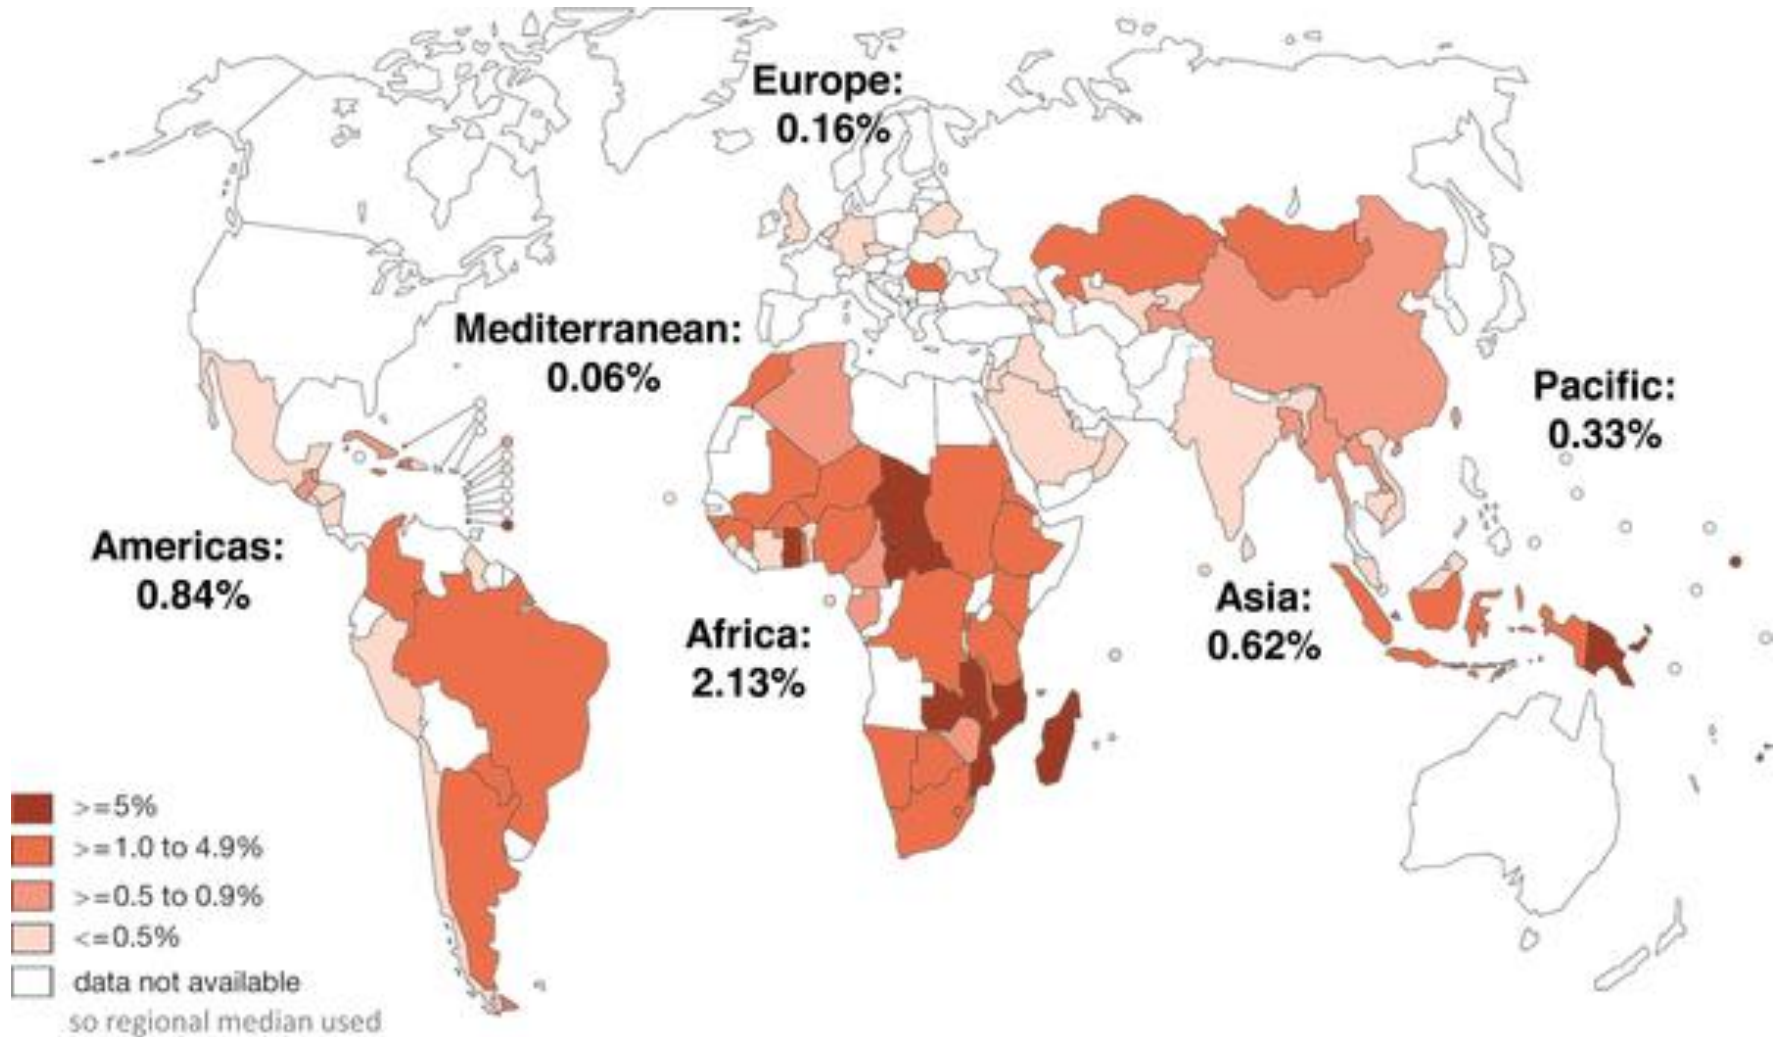 Europe:
0.16%
Mediterranean:
0.06%
Pacific:
0.33%
Americas:
0.84%
Asia:
0.62%
Africa:
2.13%
>=5%
>=1.0 to 4.9%
>=0.5 to 0.9%
<=0.5%
data not available
so regional median used